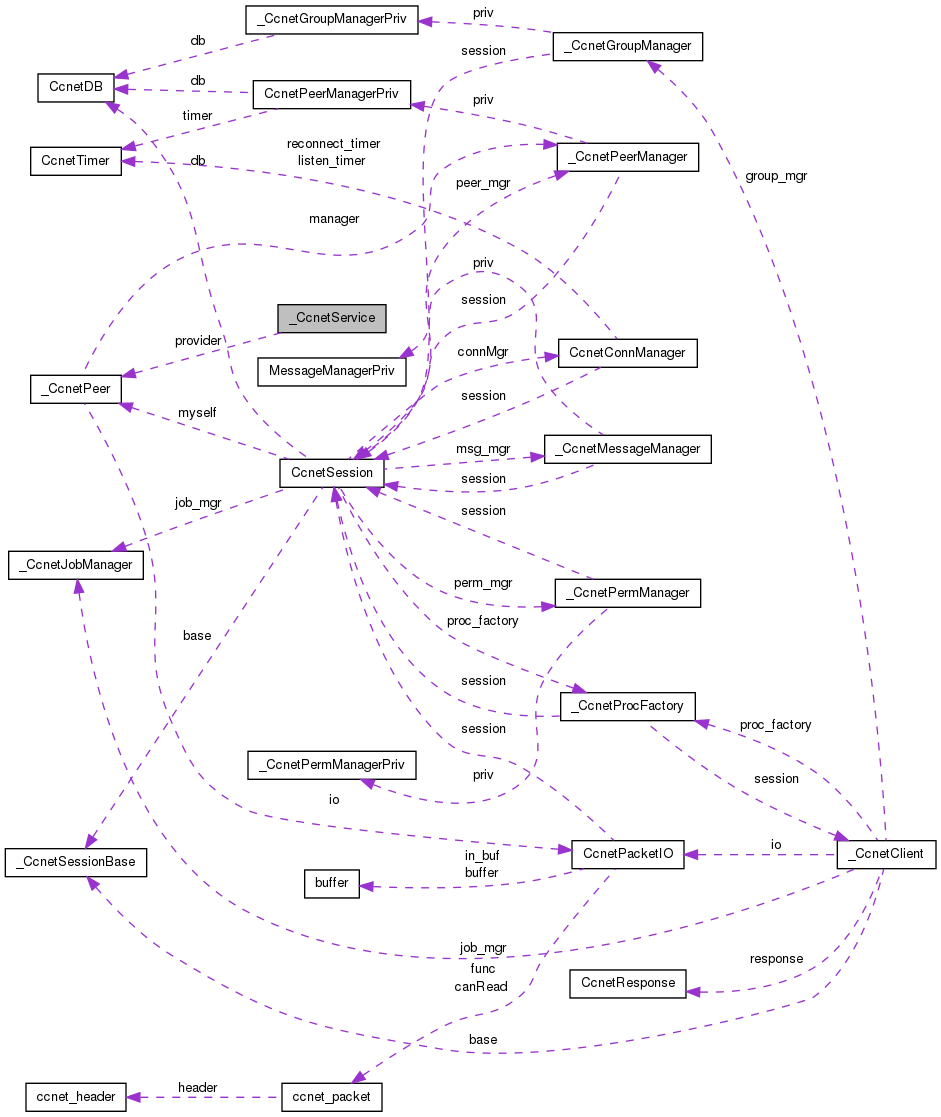 _CcnetGroupManagerPriv
priv
_CcnetGroupManager
db
session
CcnetDB
db
CcnetPeerManagerPriv
priv
timer
reconnect_timer
listen_timer
CcnetTimer
db
_CcnetPeerManager
group_mgr
peer_mgr
manager
priv
session
_CcnetService
provider
connMgr
CcnetConnManager
MessageManagerPriv
_CcnetPeer
session
myself
msg_mgr
_CcnetMessageManager
CcnetSession
session
job_mgr
session
_CcnetJobManager
perm_mgr
_CcnetPermManager
base
proc_factory
session
_CcnetProcFactory
proc_factory
session
_CcnetPermManagerPriv
priv
session
io
_CcnetSessionBase
in_buf
buffer
CcnetPacketIO
io
_CcnetClient
buffer
job_mgr
func
canRead
response
CcnetResponse
base
ccnet_header
header
ccnet_packet